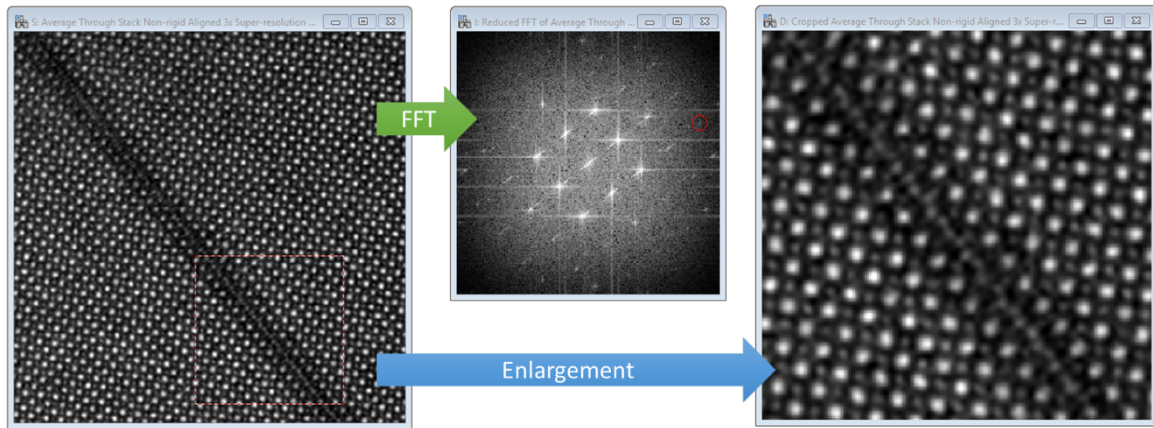 S: Average Through Stack Non-rigid Aligned 3x Super-resolution ...
Reduced FFT of Average Through ...
D: Cropped Average Through Stack Non-rigid Aligned 3x Super-r...
FFT
Enlargement